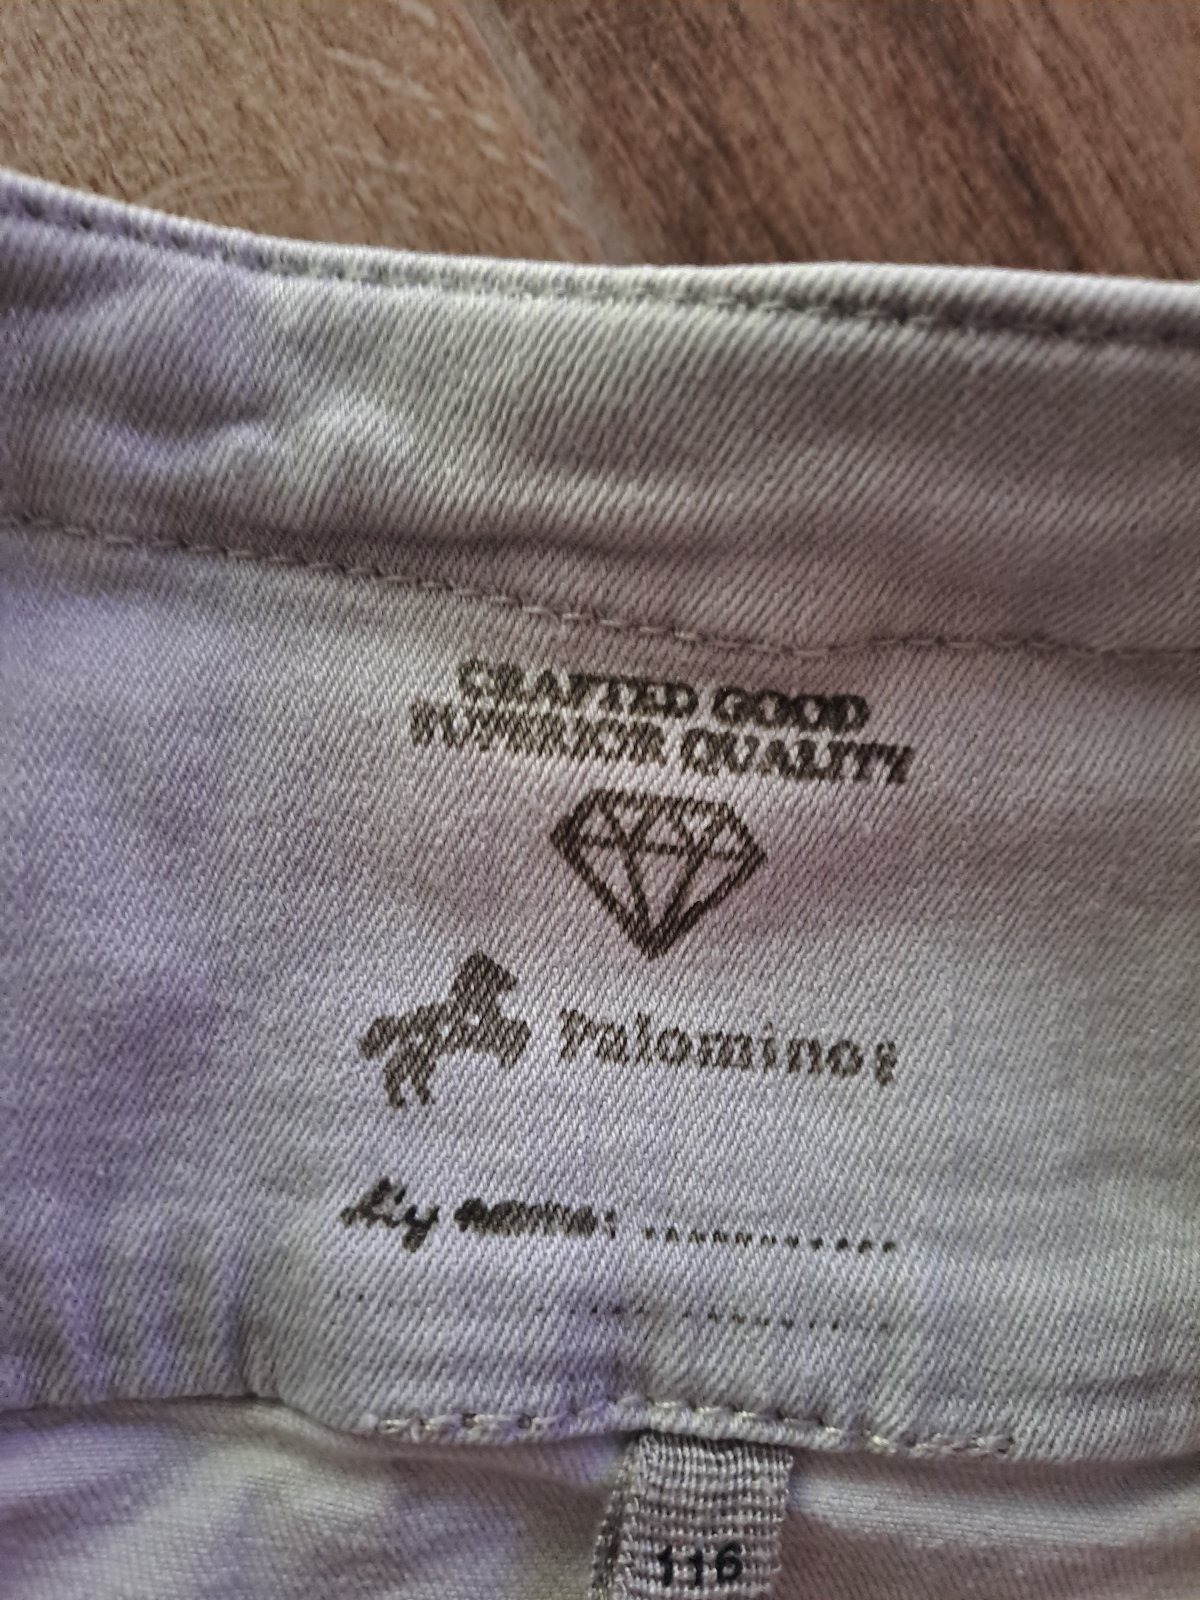 CRAFTED GOOD
SUPERIOR QUALITY
Palomino
My name: ............
116